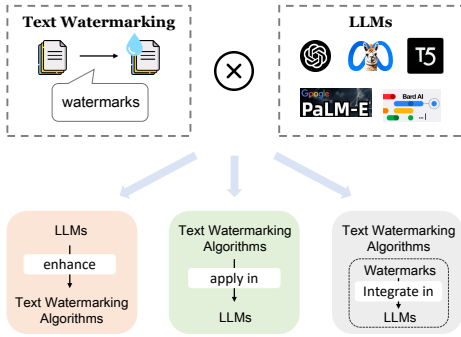 Text Watermarking
watermarks
LLMs
T5
Google
PaLM-E
Bard AI
LLMs
enhance
Text Watermarking
Algorithms
Text Watermarking
Algorithms
apply in
LLMs
Text Watermarking
Algorithms
Watermarks
Integrate in
LLMs